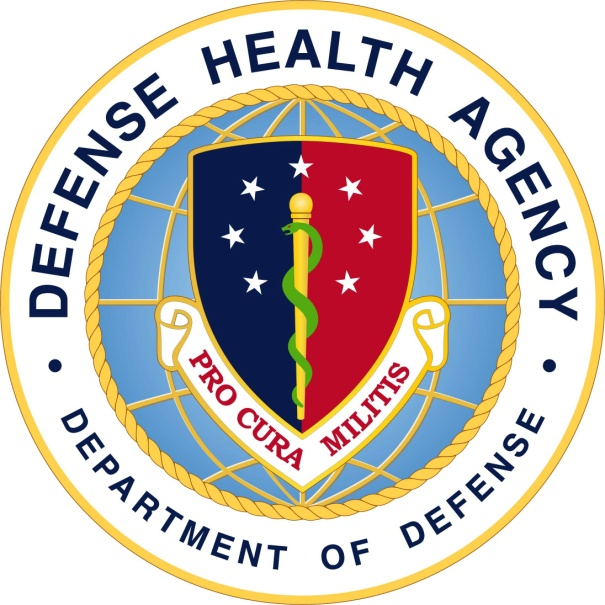 DEFENSE HEALTH AGENCY
PRO CURA MILITIS
• DEPARTMENT OF DEFENSE •